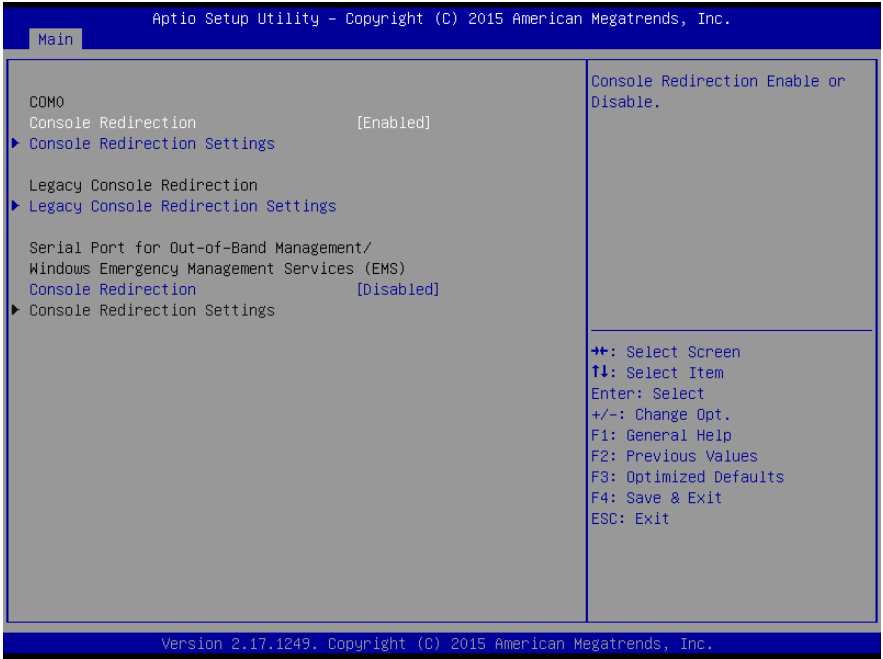 Aptio Setup Utility – Copyright (C) 2015 American Megatrends, Inc.
Main
COM0
Console Redirection [Enabled]
Console Redirection Settings
Legacy Console Redirection
Legacy Console Redirection Settings
Serial Port for Out-of-Band Management/
Windows Emergency Management Services (EMS)
Console Redirection [Disabled]
Console Redirection Settings
Console Redirection Enable or
Disable.
→←: Select Screen
↑↓: Select Item
Enter: Select
+/-: Change Opt.
F1: General Help
F2: Previous Values
F3: Optimized Defaults
F4: Save & Exit
ESC: Exit
Version 2.17.1249. Copyright (C) 2015 American Megatrends, Inc.